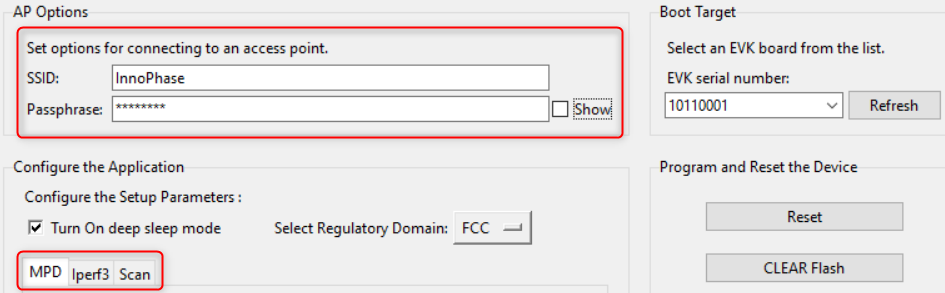 AP Options
Set options for connecting to an access point.
SSID: InnoPhase
Passphrase: ******** Show
Boot Target
Select an EVK board from the list.
EVK serial number:
10110001 Refresh
Configure the Application
Configure the Setup Parameters :
Turn On deep sleep mode Select Regulatory Domain: FCC
MPD Iperf3 Scan
Program and Reset the Device
Reset
CLEAR Flash